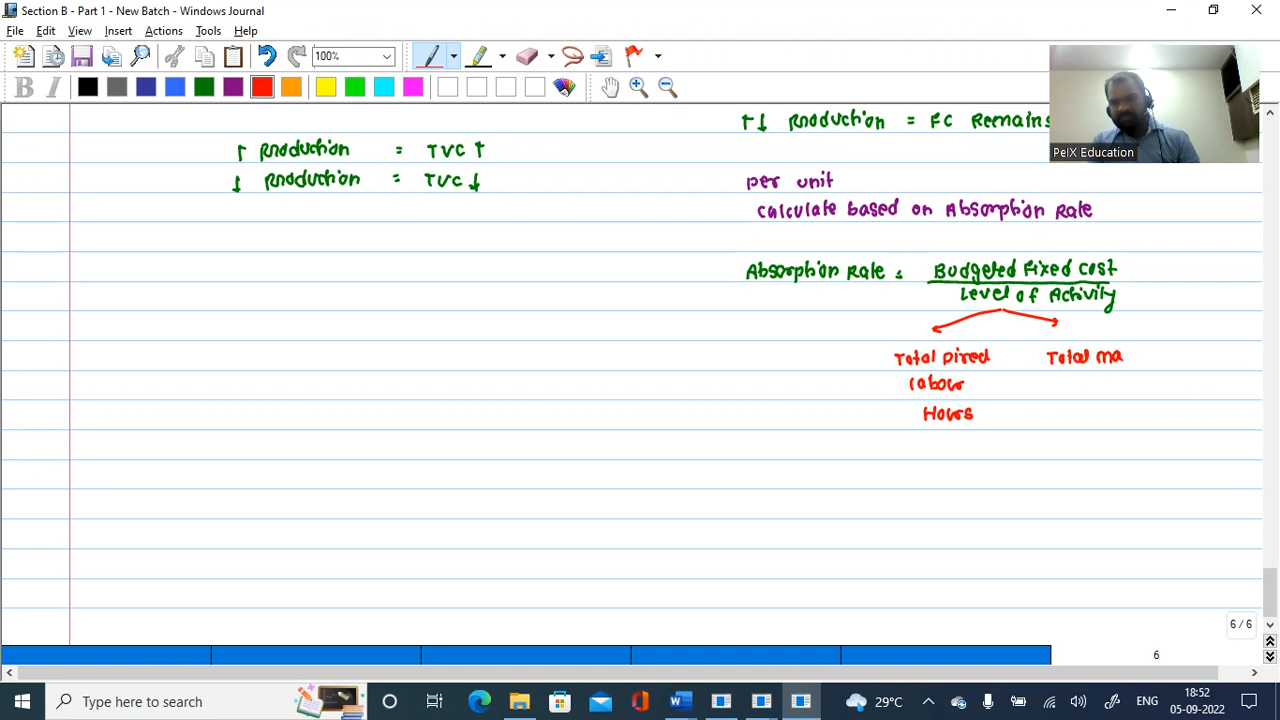 Section B - Part 1 - New Batch - Windows Journal
File Edit View Insert Actions Tools Help
100%
B I
↑↓ Production = FC Remains
PelX Education
↑ Production = TVC ↑
↓ Production = TVC ↓
per unit
Calculate based on Absorption Rate
Absorption Rate = Budgeted Fixed Cost
Level of Activity
Total Direct Total ma
labour
Hours
6 / 6
6
Type here to search
29°C
ENG
18:52
05-09-2022